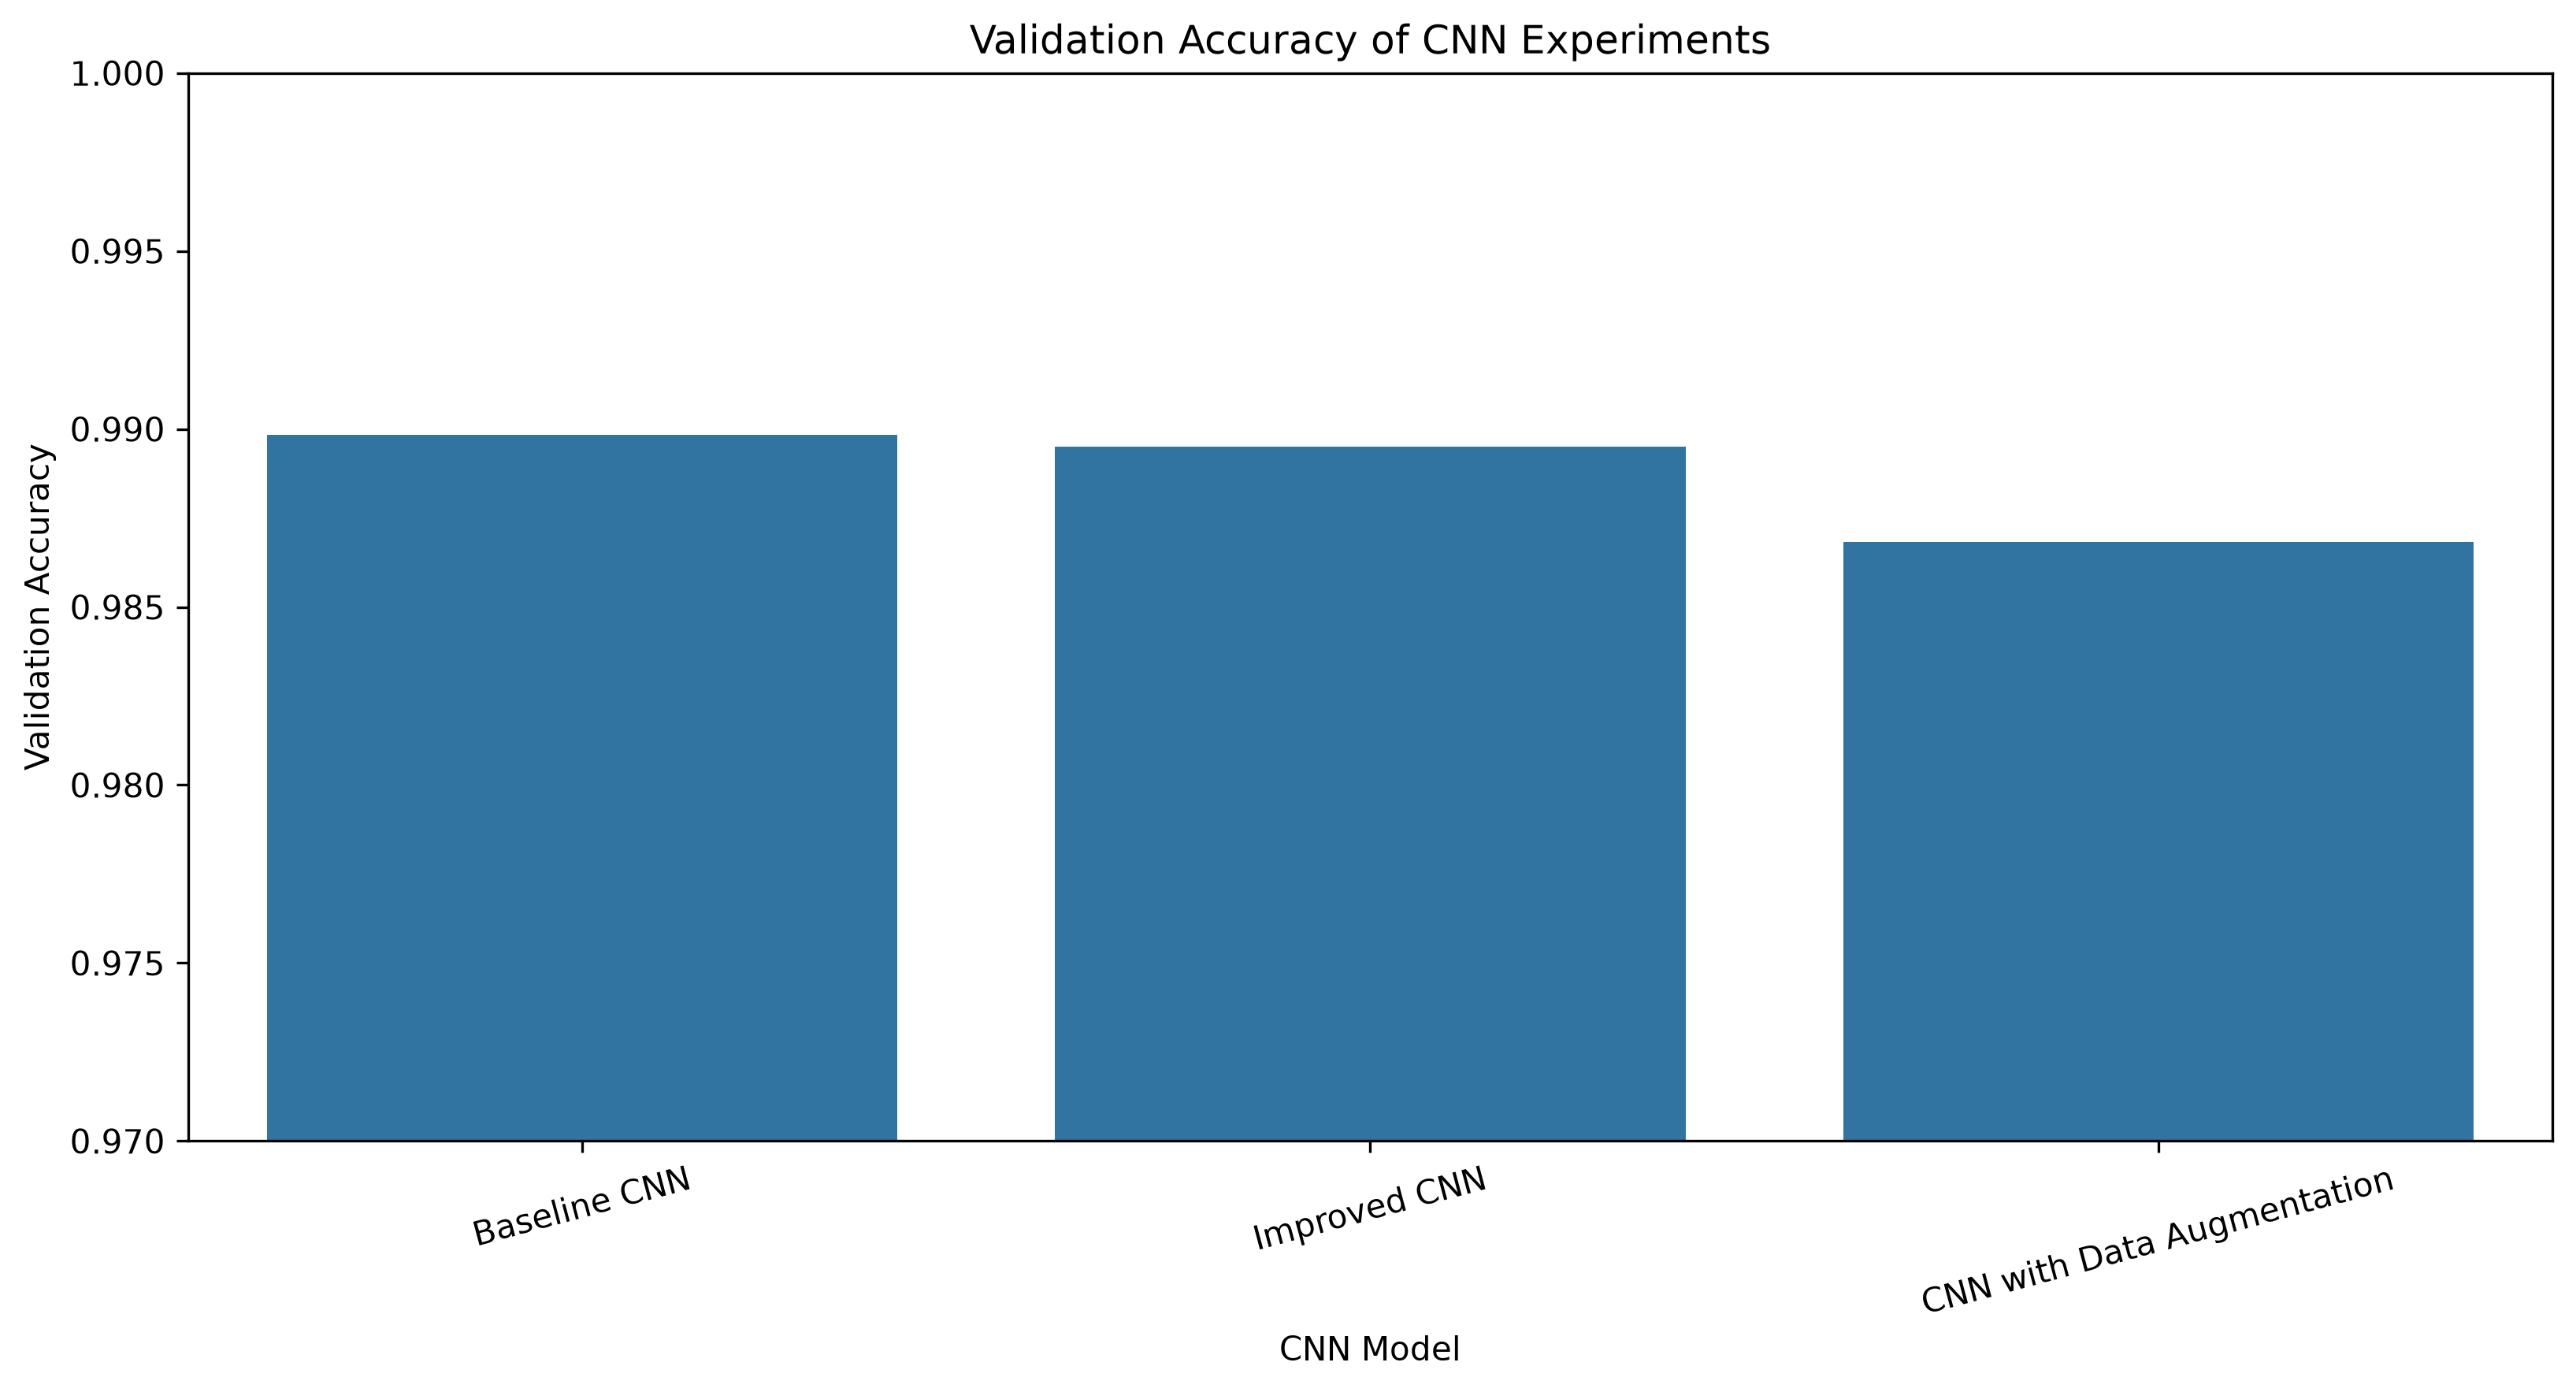 Validation Accuracy of CNN Experiments
1.000
0.995
0.990
0.985
0.980
0.975
0.970
Validation Accuracy
Baseline CNN
Improved CNN
CNN with Data Augmentation
CNN Model